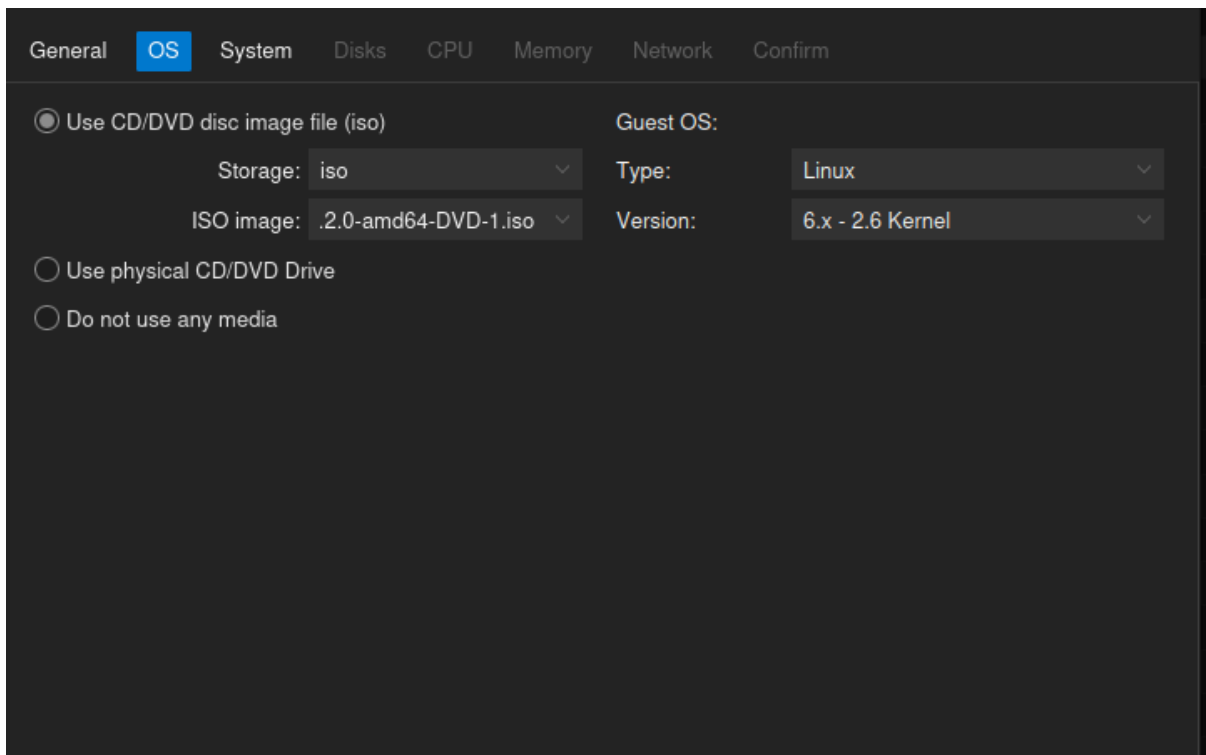 General OS System Disks CPU Memory Network Confirm
Use CD/DVD disc image file (iso) Guest OS:
Storage: iso Type: Linux
ISO image: .2.0-amd64-DVD-1.iso Version: 6.x - 2.6 Kernel
Use physical CD/DVD Drive
Do not use any media